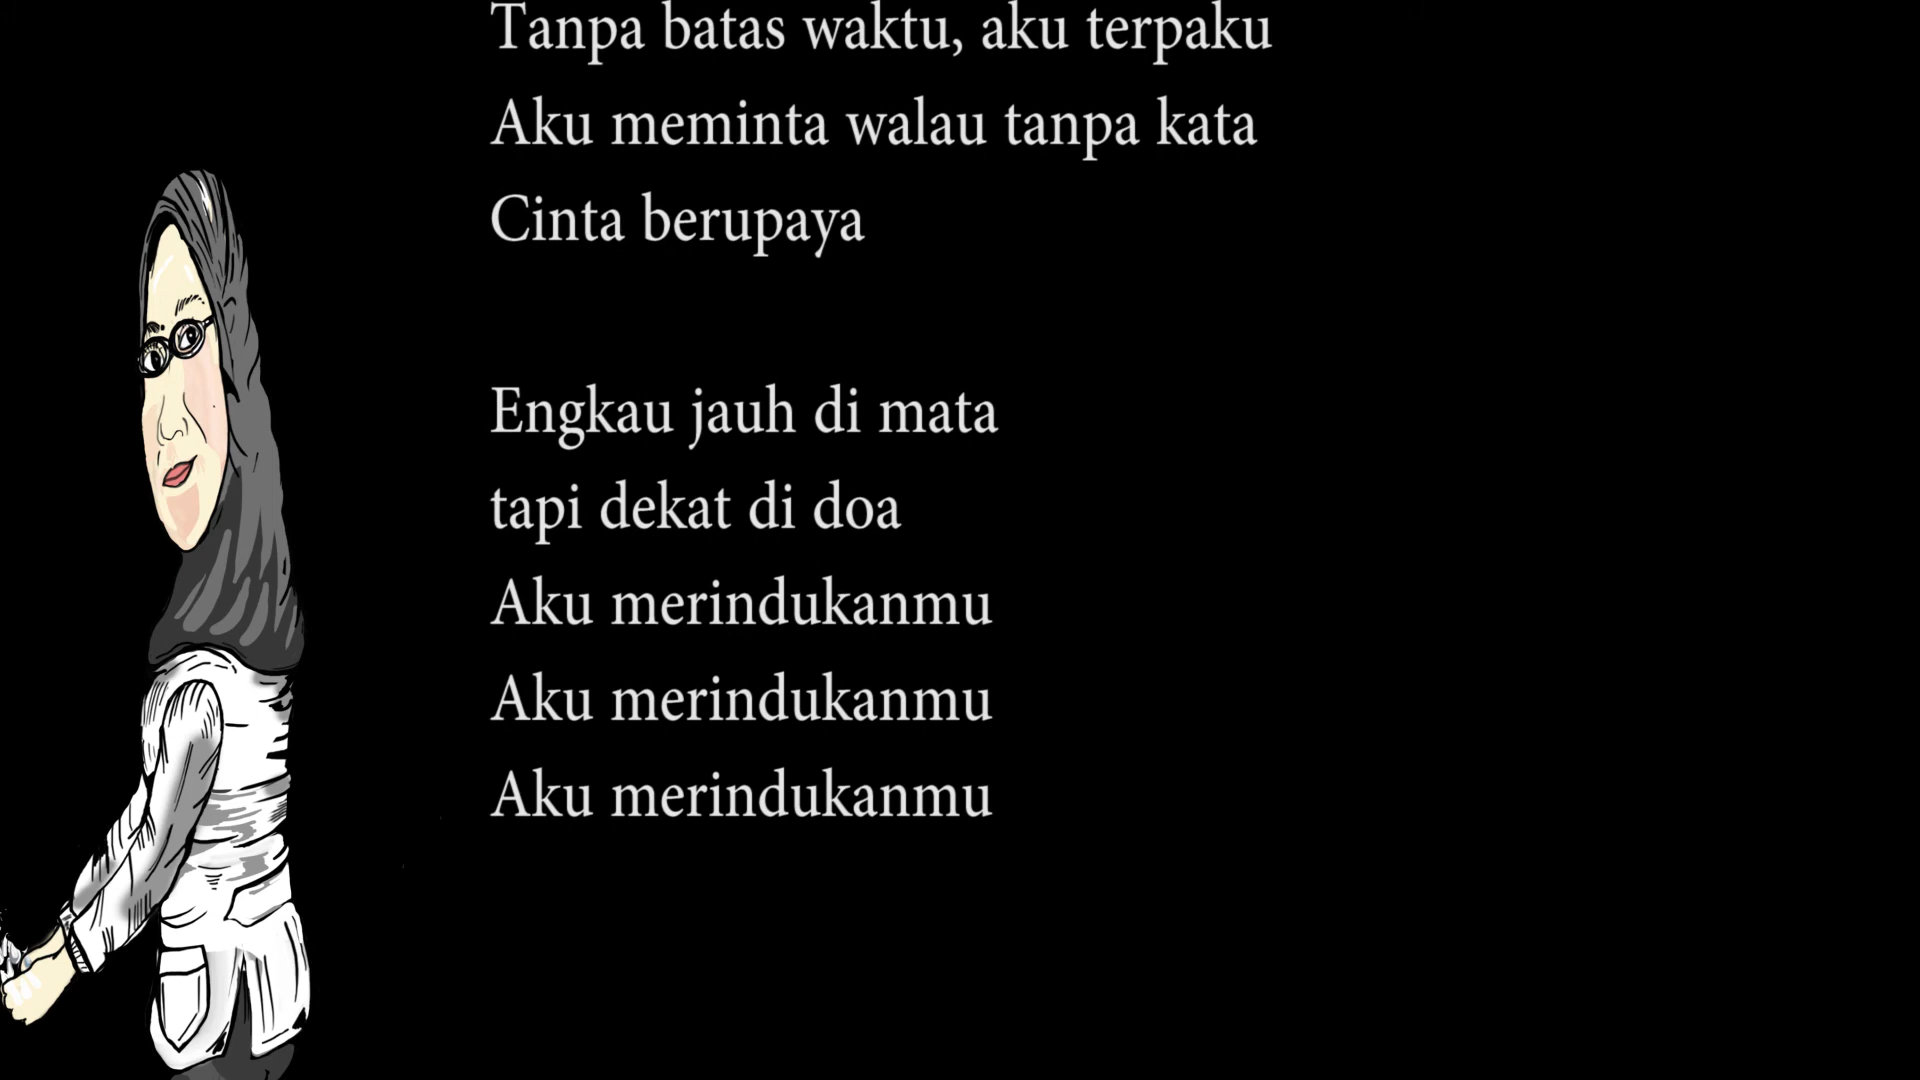 Tanpa batas waktu, aku terpaku
Aku meminta walau tanpa kata
Cinta berupaya
Engkau jauh di mata
tapi dekat di doa
Aku merindukanmu
Aku merindukanmu
Aku merindukanmu